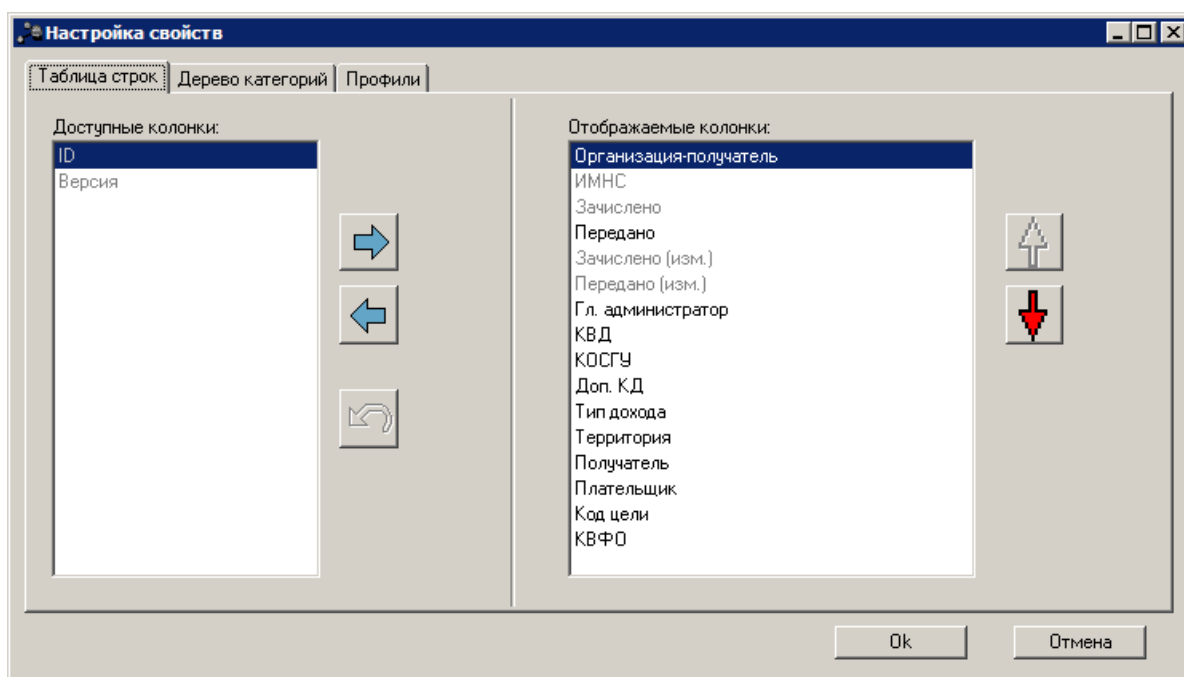 Настройка свойств
Таблица строк Дерево категорий Профили
Доступные колонки:
ID
Версия
Отображаемые колонки:
Организация-получатель
ИМНС
Зачислено
Передано
Зачислено (изм.)
Передано (изм.)
Гл. администратор
КВД
КОСГУ
Доп. КД
Тип дохода
Территория
Получатель
Плательщик
Код цели
КВФО
Ok Отмена